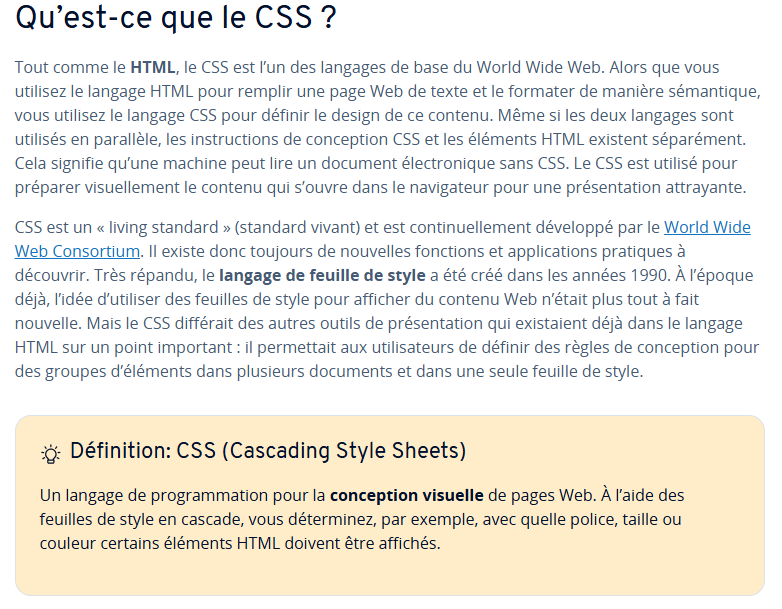 Qu’est-ce que le CSS ?
Tout comme le HTML, le CSS est l’un des langages de base du World Wide Web. Alors que vous
utilisez le langage HTML pour remplir une page Web de texte et le formater de manière sémantique,
vous utilisez le langage CSS pour définir le design de ce contenu. Même si les deux langages sont
utilisés en parallèle, les instructions de conception CSS et les éléments HTML existent séparément.
Cela signifie qu’une machine peut lire un document électronique sans CSS. Le CSS est utilisé pour
préparer visuellement le contenu qui s’ouvre dans le navigateur pour une présentation attrayante.
CSS est un « living standard » (standard vivant) et est continuellement développé par le World Wide
Web Consortium. Il existe donc toujours de nouvelles fonctions et applications pratiques à
découvrir. Très répandu, le langage de feuille de style a été créé dans les années 1990. À l’époque
déjà, l’idée d’utiliser des feuilles de style pour afficher du contenu Web n’était plus tout à fait
nouvelle. Mais le CSS différait des autres outils de présentation qui existaient déjà dans le langage
HTML sur un point important : il permettait aux utilisateurs de définir des règles de conception pour
des groupes d’éléments dans plusieurs documents et dans une seule feuille de style.
Définition: CSS (Cascading Style Sheets)
Un langage de programmation pour la conception visuelle de pages Web. À l’aide des
feuilles de style en cascade, vous déterminez, par exemple, avec quelle police, taille ou
couleur certains éléments HTML doivent être affichés.